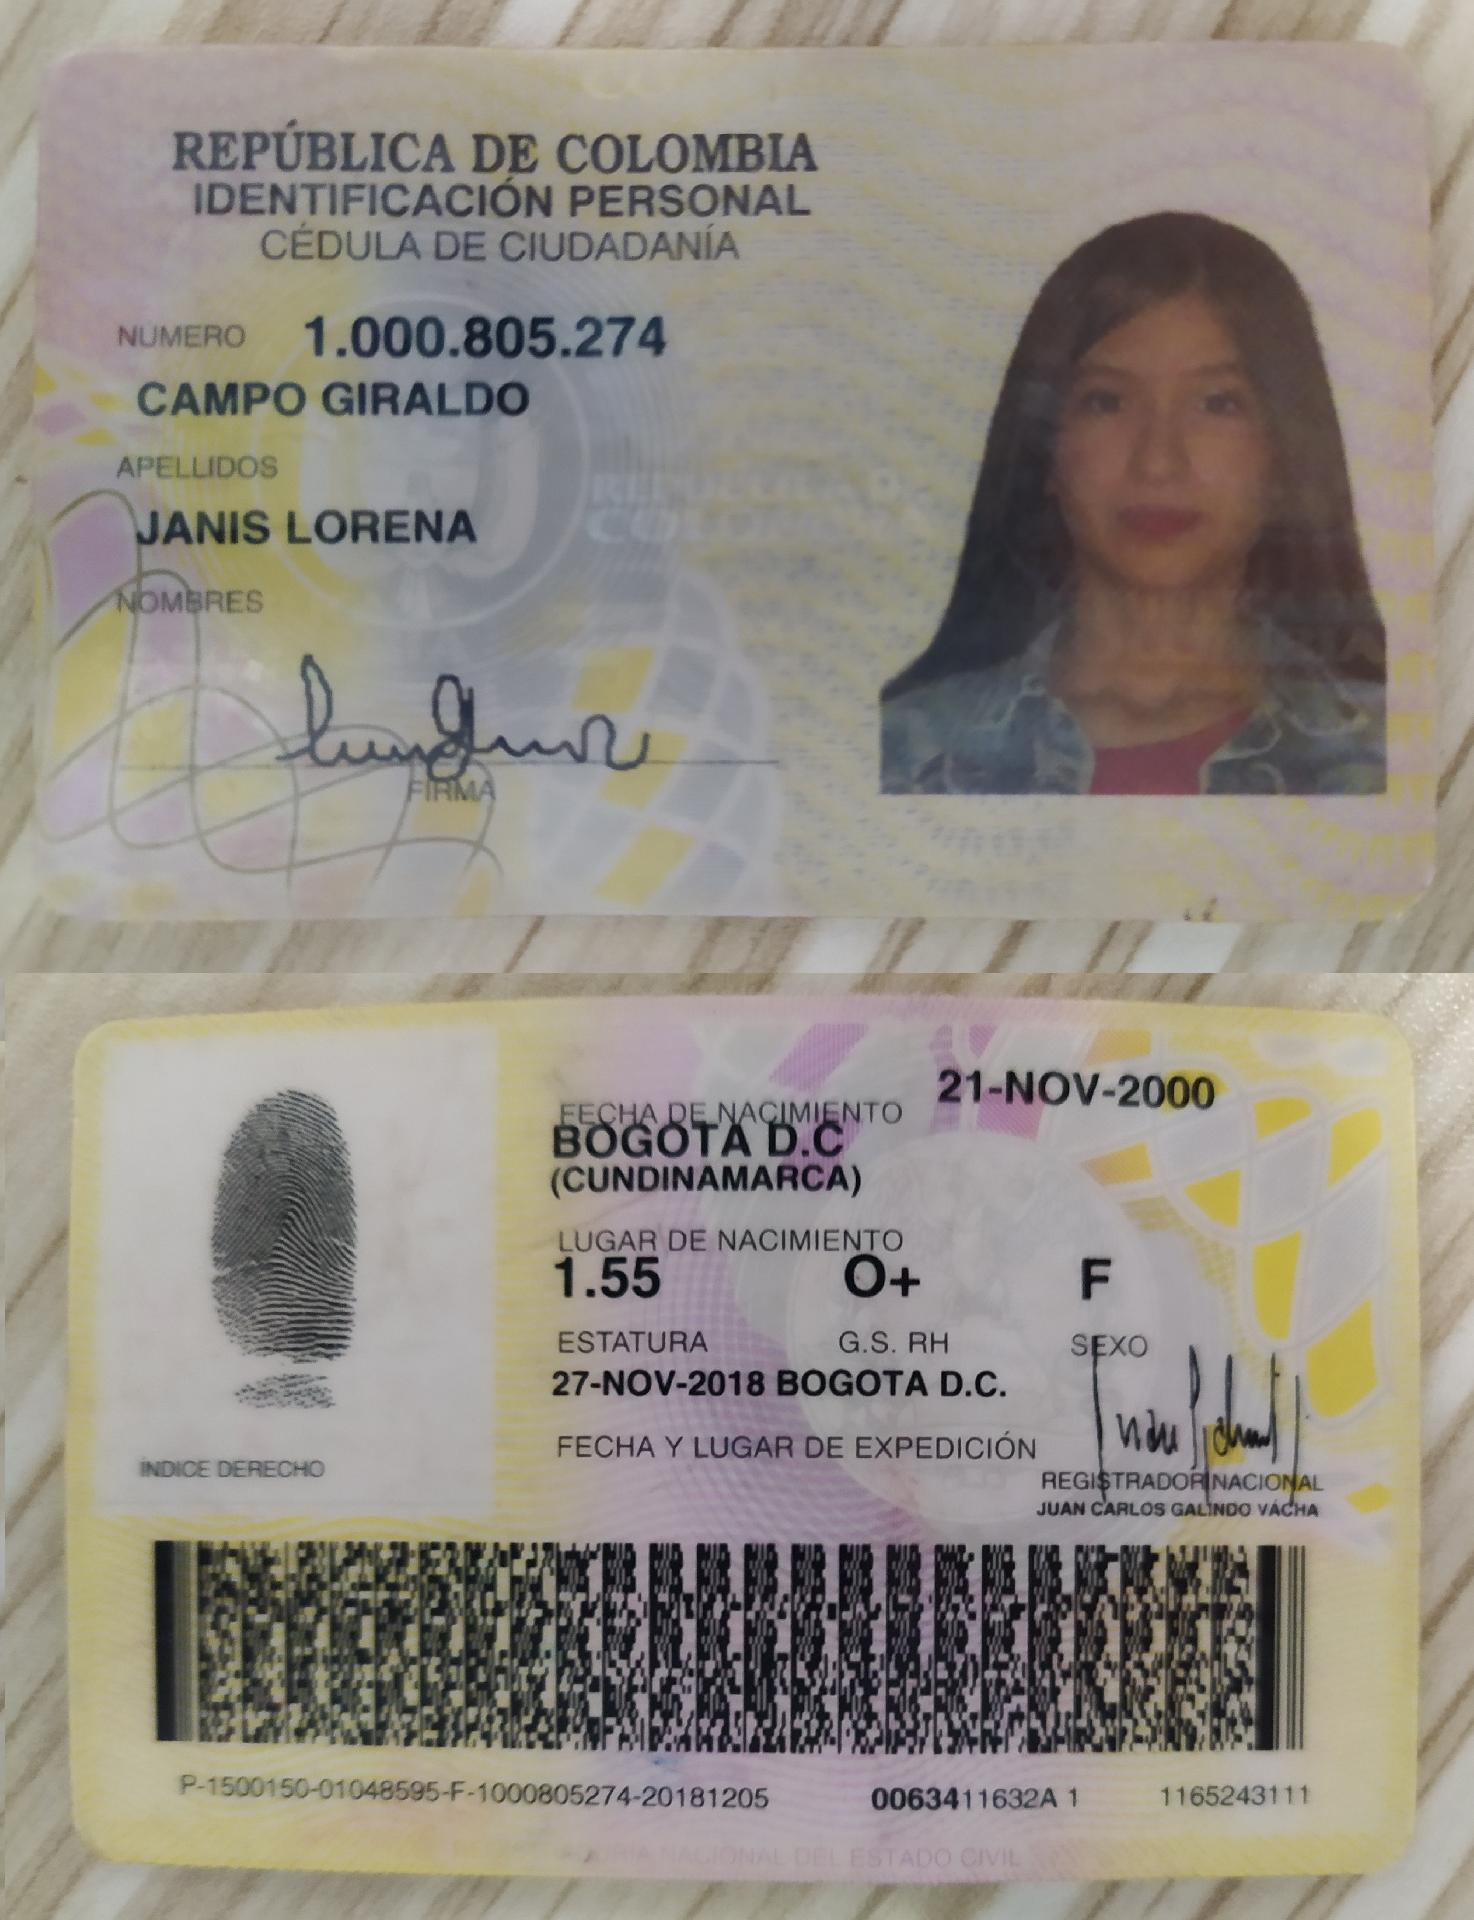 REPÚBLICA DE COLOMBIA
IDENTIFICACIÓN PERSONAL
CÉDULA DE CIUDADANÍA
NUMERO 1.000.805.274
CAMPO GIRALDO
APELLIDOS
JANIS LORENA
NOMBRES
FIRMA
21-NOV-2000
FECHA DE NACIMIENTO
BOGOTA D.C
(CUNDINAMARCA)
LUGAR DE NACIMIENTO
1.55 O+ F
ESTATURA G.S. RH SEXO
27-NOV-2018 BOGOTA D.C.
FECHA Y LUGAR DE EXPEDICIÓN
INDICE DERECHO
REGISTRADOR NACIONAL
JUAN CARLOS GALINDO VÁCHA
P-1500150-01048595-F-1000805274-20181205 0063411632A 1 1165243111
NACIONAL DEL ESTADO CIVIL